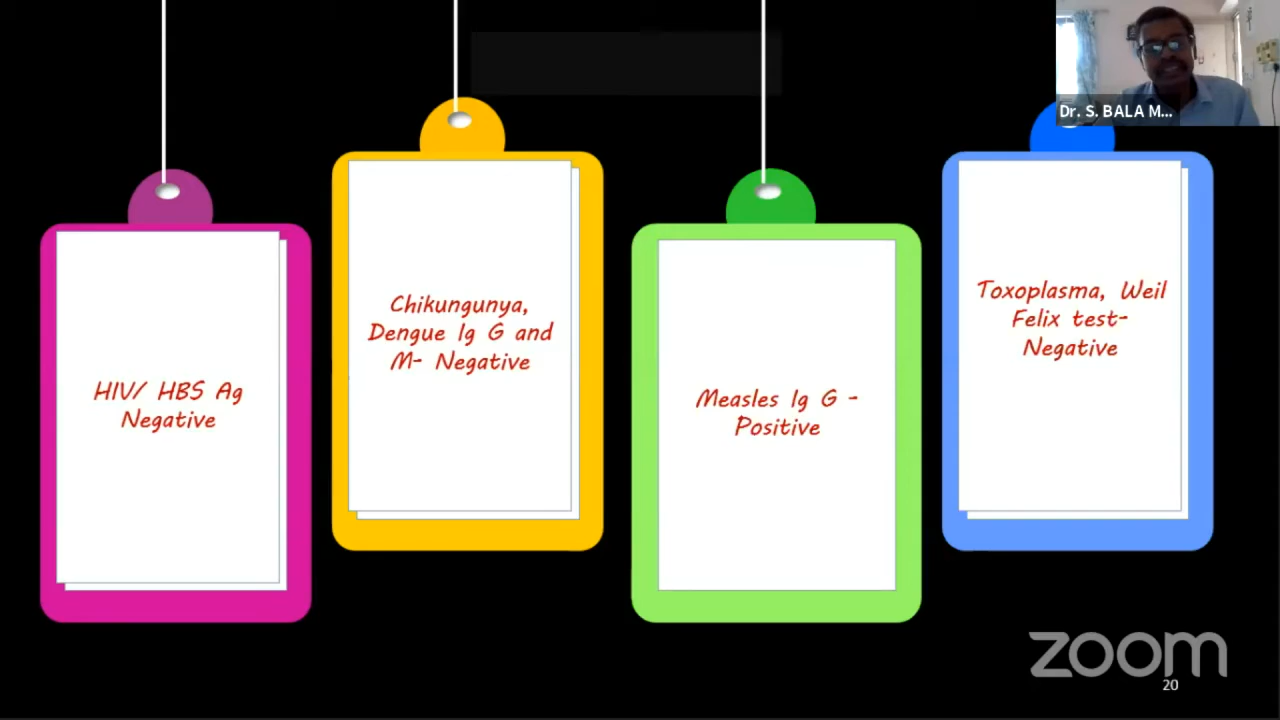 Dr. S. BALA M...
HIV/ HBS Ag
Negative
Chikungunya,
Dengue Ig G and
M- Negative
Measles Ig G -
Positive
Toxoplasma, Weil
Felix test-
Negative
zoom
20